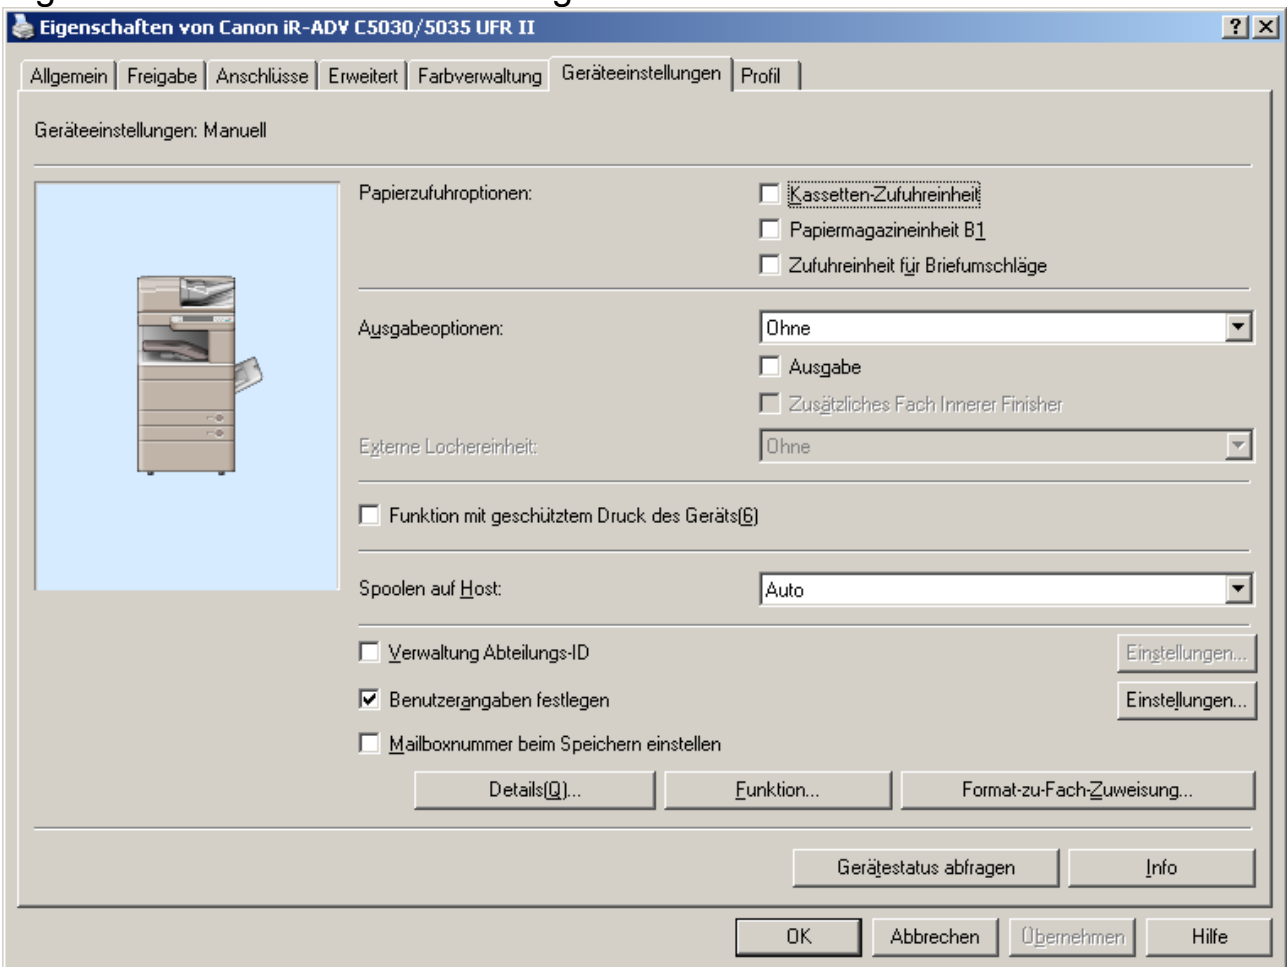 Eigenschaften von Canon iR-ADV C5030/5035 UFR II
Allgemein Freigabe Anschlüsse Erweitert Farbverwaltung Geräteeinstellungen Profil
Geräteeinstellungen: Manuell
Papierzufuhroptionen: Kassetten-Zufuhreinheit
Papiermagazineinheit B1
Zufuhreinheit für Briefumschläge
Ausgabeoptionen: Ohne
Ausgabe
Zusätzliches Fach Innerer Finisher
Externe Lochereinheit: Ohne
Funktion mit geschütztem Druck des Geräts(6)
Spoolen auf Host: Auto
Verwaltung Abteilungs-ID Einstellungen...
Benutzerangaben festlegen Einstellungen...
Mailboxnummer beim Speichern einstellen
Details(Q)... Funktion... Format-zu-Fach-Zuweisung...
Gerätestatus abfragen Info
OK Abbrechen Übernehmen Hilfe